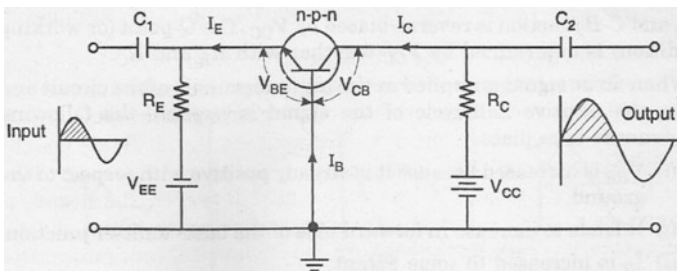 n-p-n
C1 IE IC C2
VBE VCB
RE RC
Input Output
IB
VEE VCC